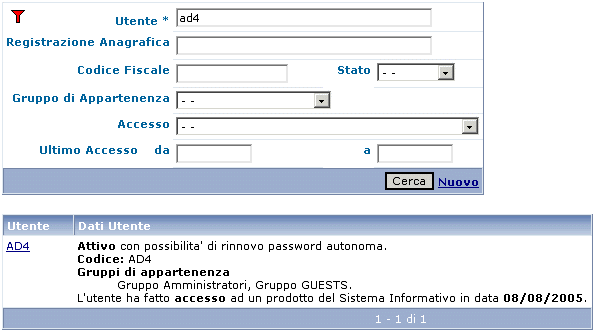 Utente * ad4
Registrazione Anagrafica
Codice Fiscale Stato - -
Gruppo di Appartenenza - -
Accesso - -
Ultimo Accesso da a
Cerca Nuovo
Utente Dati Utente
AD4 Attivo con possibilita' di rinnovo password autonoma.
Codice: AD4
Gruppi di appartenenza
Gruppo Amministratori, Gruppo GUESTS.
L'utente ha fatto accesso ad un prodotto del Sistema Informativo in data 08/08/2005.
1 - 1 di 1